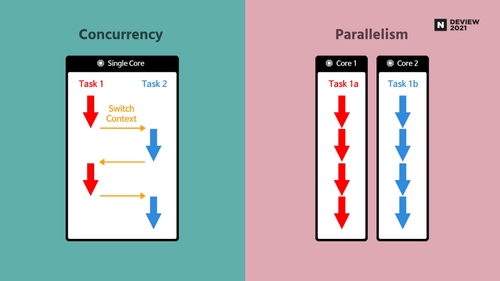 Concurrency
Single Core
Task 1
Task 2
Switch
Context
Parallelism
N DEVIEW
2021
Core 1
Task 1a
Core 2
Task 1b